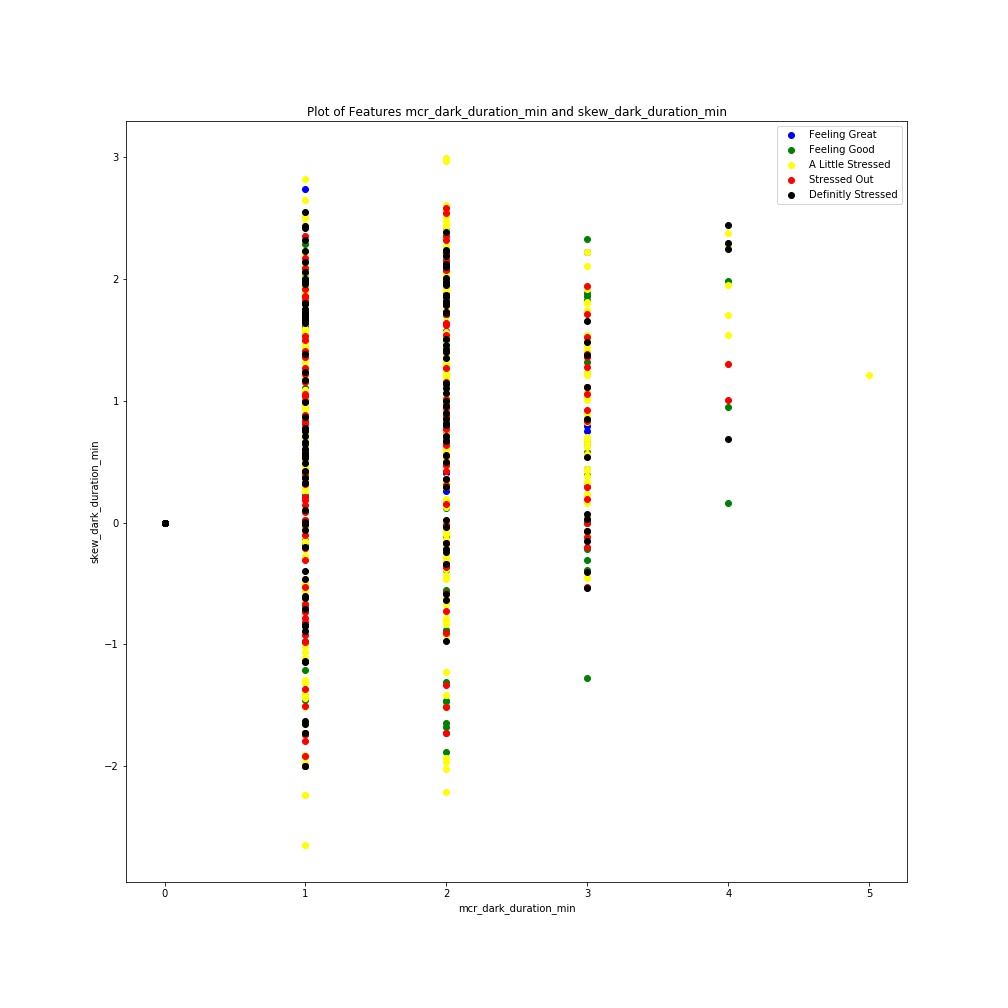 Plot of Features mcr_dark_duration_min and skew_dark_duration_min
Feeling Great
Feeling Good
A Little Stressed
Stressed Out
Definitly Stressed
3
2
1
0
−1
−2
skew_dark_duration_min
0 1 2 3 4 5
mcr_dark_duration_min